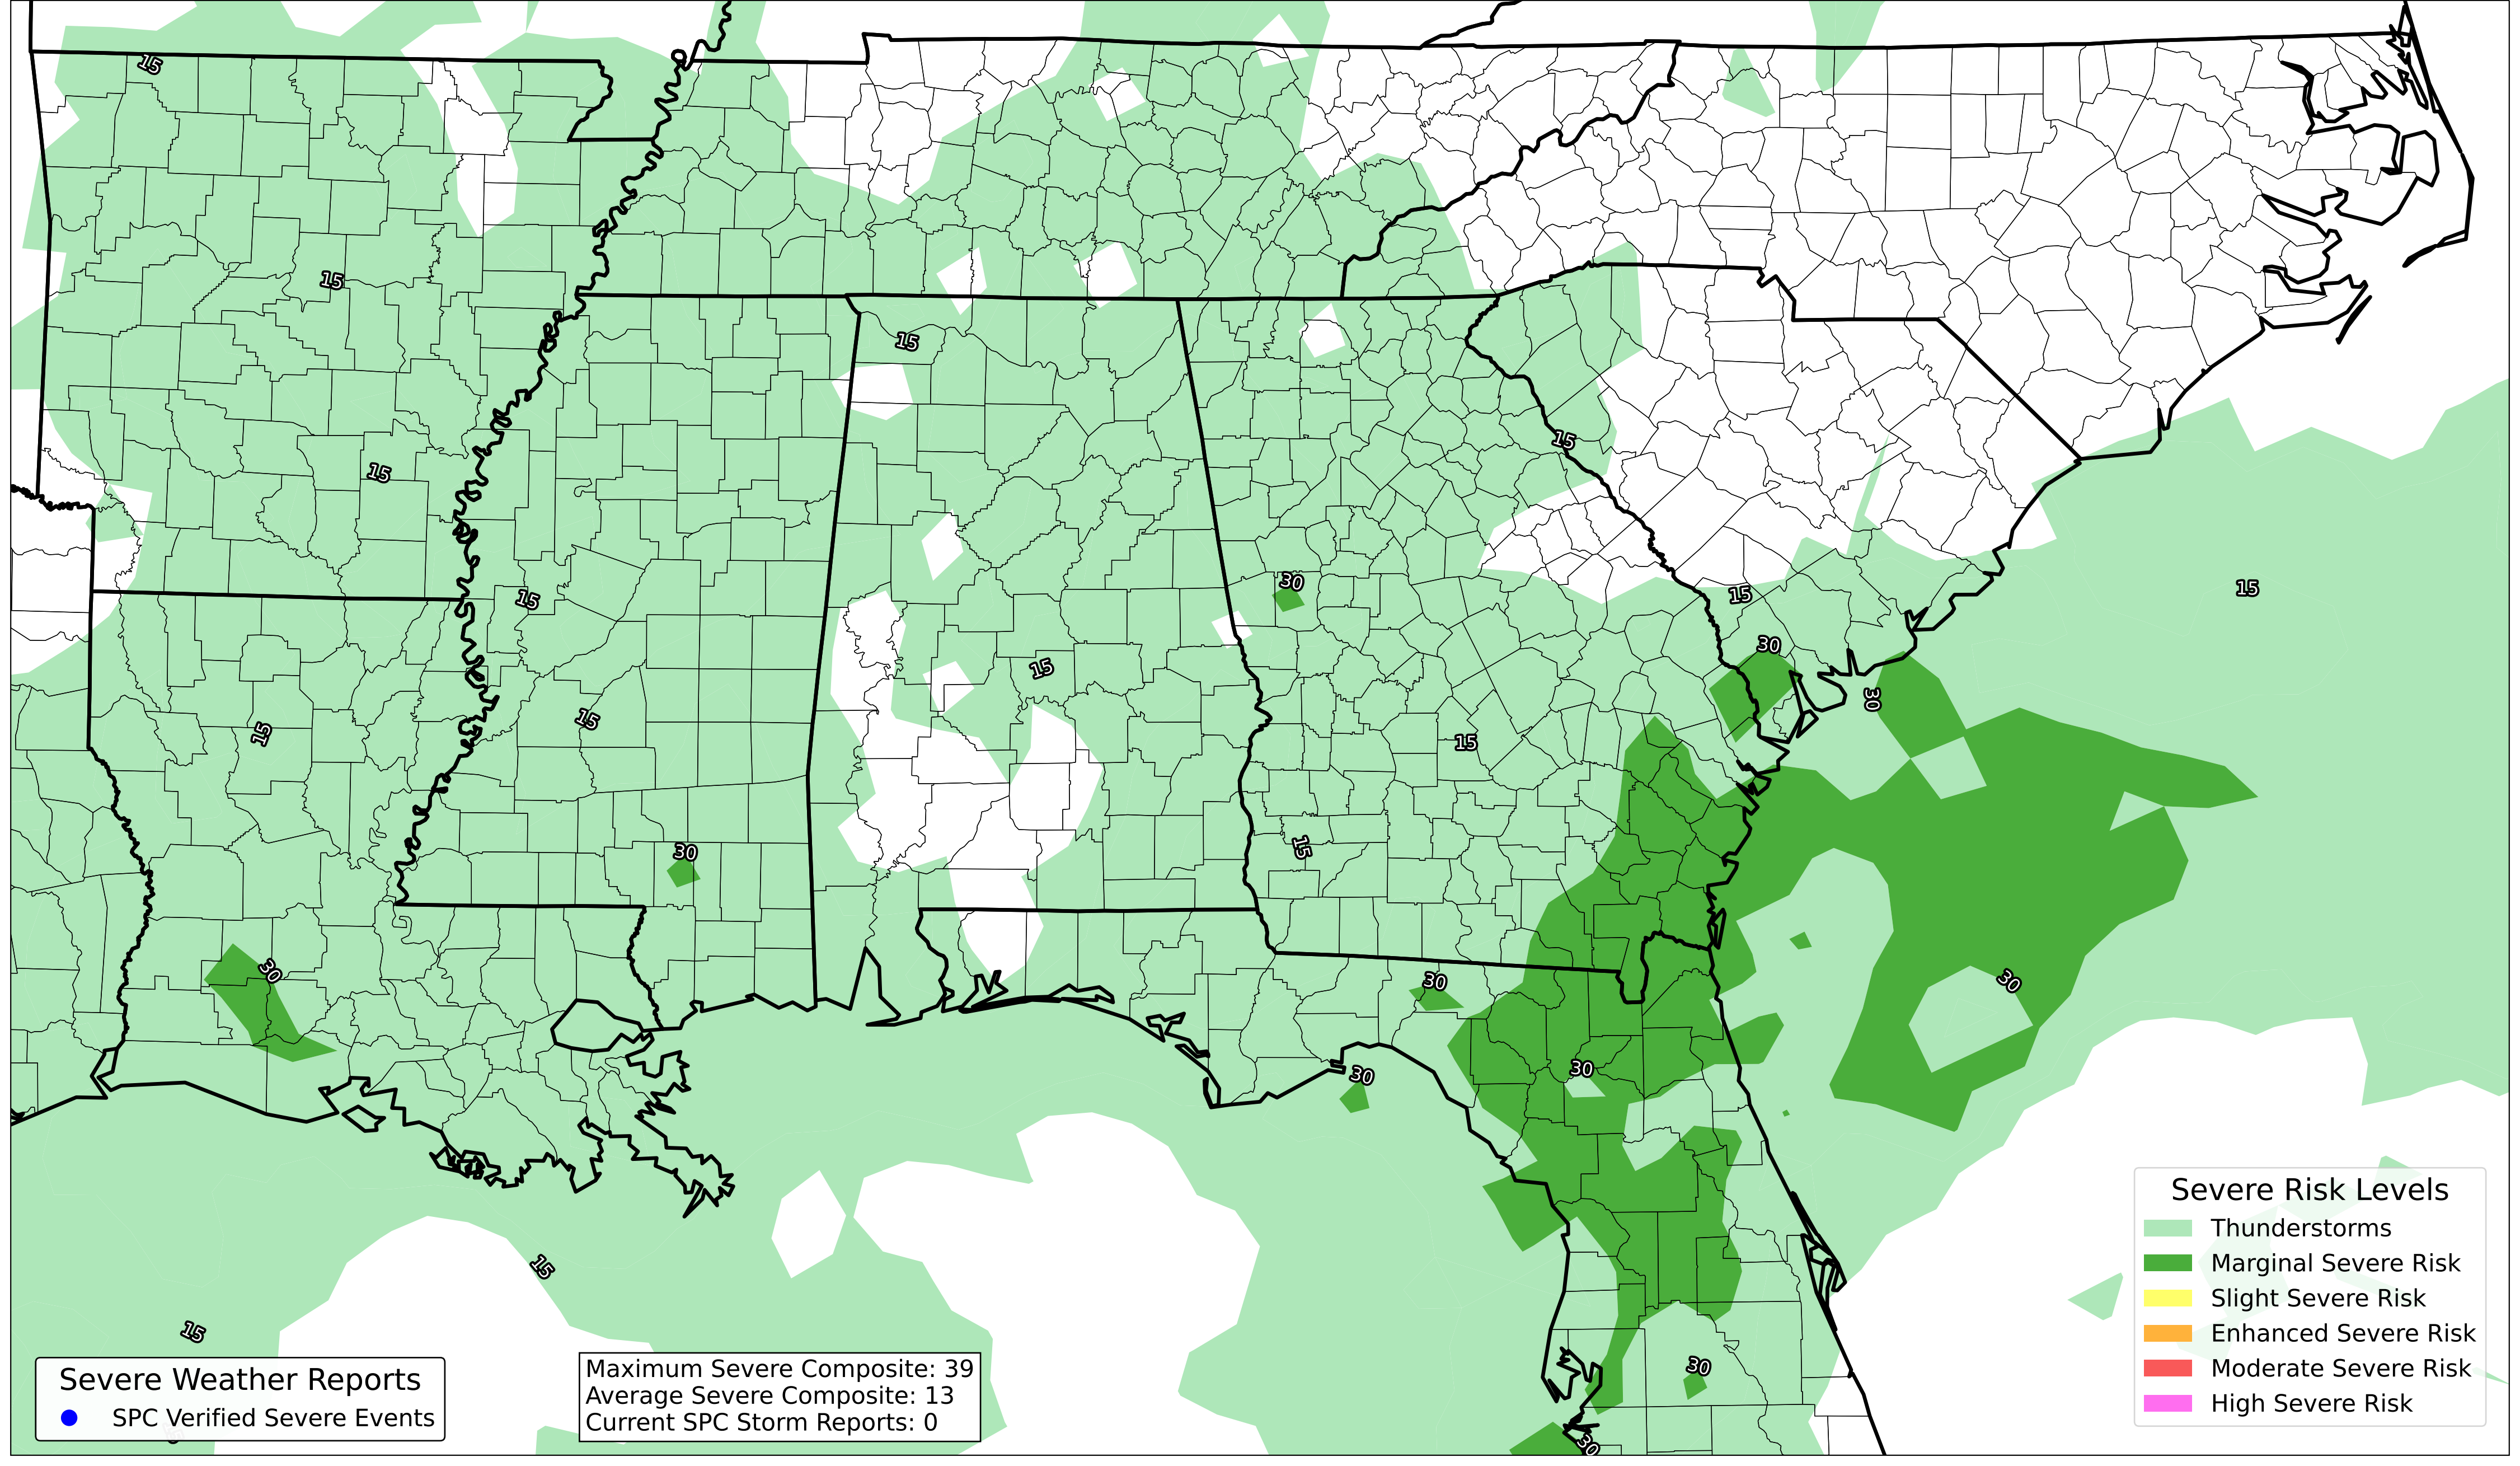 15
15
15
15
15
15
30
15
15
30
15
15
15
30
15
15
30
15
30
30
30
30
30
15
15
30
30
Severe Weather Reports
SPC Verified Severe Events
Maximum Severe Composite: 39
Average Severe Composite: 13
Current SPC Storm Reports: 0
Severe Risk Levels
Thunderstorms
Marginal Severe Risk
Slight Severe Risk
Enhanced Severe Risk
Moderate Severe Risk
High Severe Risk